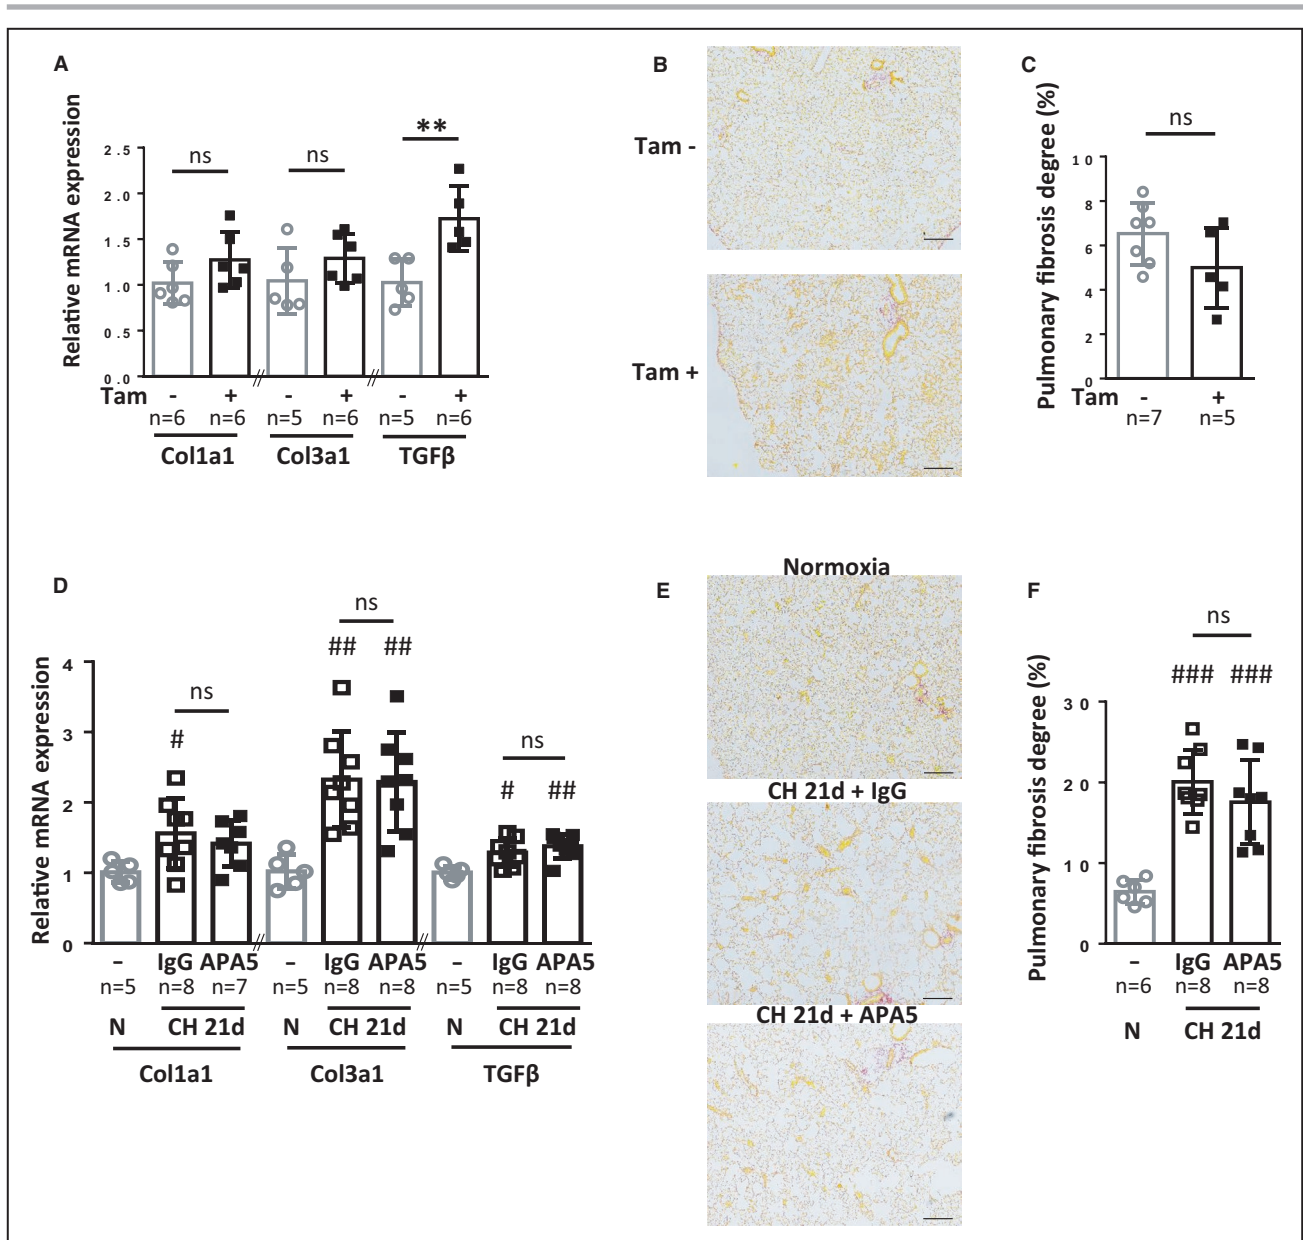 A
B
C
Relative mRNA expression
2.5
2.0
1.5
1.0
0.5
0.0
ns
ns
**
Tam - + - + - +
n=6 n=6 n=5 n=6 n=5 n=6
Col1a1 Col3a1 TGFβ
Tam -
Tam +
Pulmonary fibrosis degree (%)
10
8
6
4
2
0
ns
Tam - +
n=7 n=5
D
E
F
Relative mRNA expression
4
3
2
1
0
ns
#
ns
## ##
ns
# ##
– IgG APA5 – IgG APA5 – IgG APA5
n=5 n=8 n=7 n=5 n=8 n=8 n=5 n=8 n=8
N CH 21d N CH 21d N CH 21d
Col1a1 Col3a1 TGFβ
Normoxia
CH 21d + IgG
CH 21d + APA5
Pulmonary fibrosis degree (%)
30
20
10
0
ns
### ###
– IgG APA5
n=6 n=8 n=8
N CH 21d